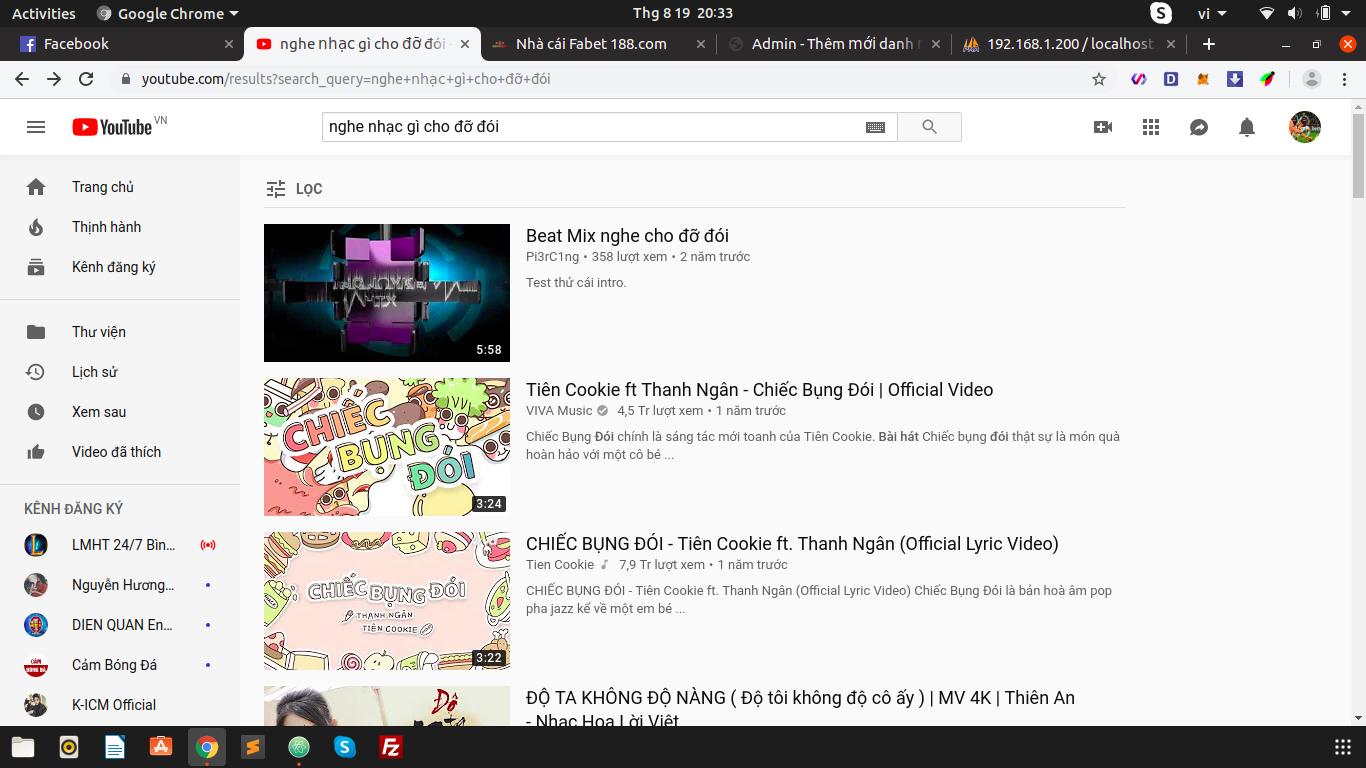 Activities Google Chrome Thg 8 19 20:33 vi
Facebook nghe nhạc gì cho đỡ đói - Nhà cái Fabet 188.com Admin - Thêm mới danh 192.168.1.200 / localhost
youtube.com/results?search_query=nghe+nhạc+gì+cho+đỡ+đói
YouTube VN nghe nhạc gì cho đỡ đói
Trang chủ
Thịnh hành
Kênh đăng ký
Thư viện
Lịch sử
Xem sau
Video đã thích
KÊNH ĐĂNG KÝ
LMHT 24/7 Bìn...
Nguyễn Hương...
DIEN QUAN En...
CẢM
BÓNG ĐÁ
Cảm Bóng Đá
K-ICM Official
LỌC
5:58
Beat Mix nghe cho đỡ đói
Pi3rC1ng • 358 lượt xem • 2 năm trước
Test thử cái intro.
CHIẾC
BỤNG
ĐÓI
3:24
Tiên Cookie ft Thanh Ngân - Chiếc Bụng Đói | Official Video
VIVA Music 4,5 Tr lượt xem • 1 năm trước
Chiếc Bụng Đói chính là sáng tác mới toanh của Tiên Cookie. Bài hát Chiếc bụng đói thật sự là món quà
hoàn hảo với một cô bé ...
CHIẾC BỤNG ĐÓI
THANH NGÂN
TIÊN COOKIE
3:22
CHIẾC BỤNG ĐÓI - Tiên Cookie ft. Thanh Ngân (Official Lyric Video)
Tien Cookie 7,9 Tr lượt xem • 1 năm trước
CHIẾC BỤNG ĐÓI - Tiên Cookie ft. Thanh Ngân (Official Lyric Video) Chiếc Bụng Đói là bản hoà âm pop
pha jazz kể về một em bé ...
Độ
ĐỘ TA KHÔNG ĐỘ NÀNG ( Độ tôi không độ cô ấy ) | MV 4K | Thiên An
- Nhạc Hoa Lời Việt